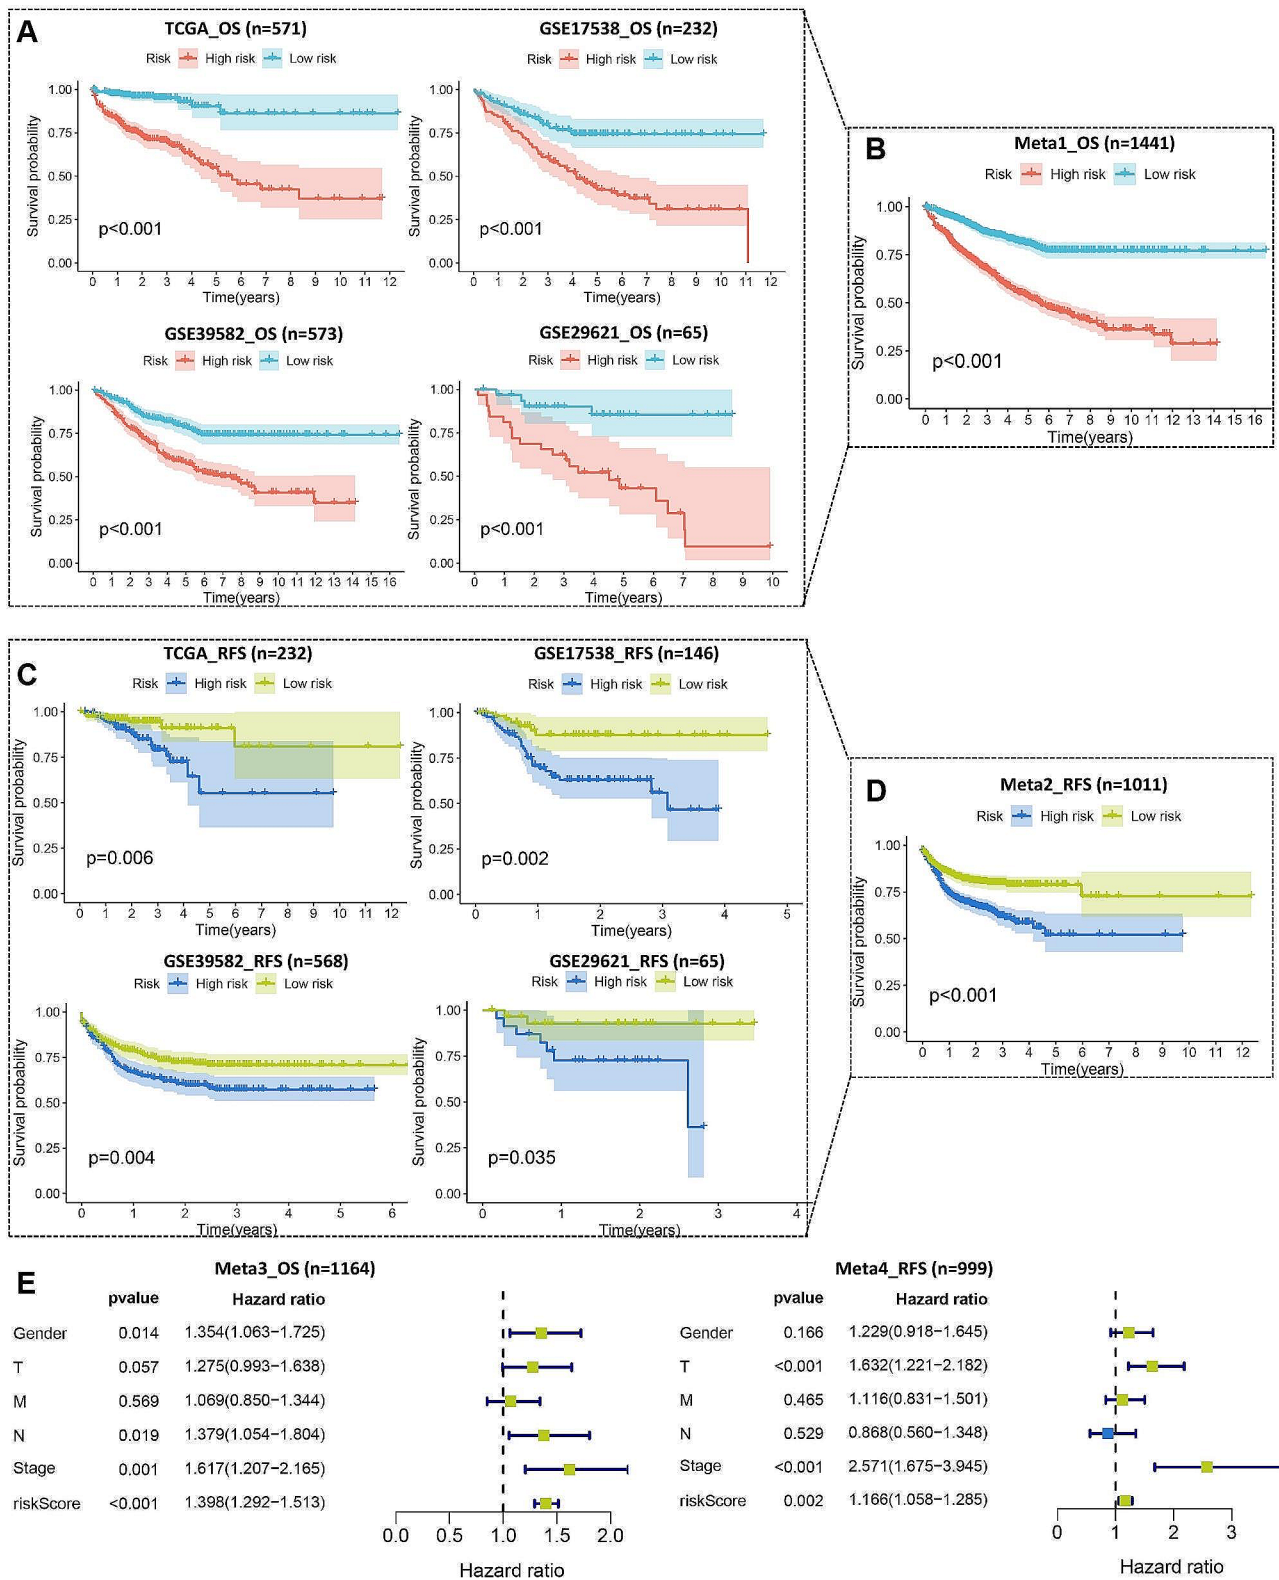 A
TCGA_OS (n=571)
Risk High risk Low risk
Survival probability
1.00
0.75
0.50
0.25
0.00
p<0.001
0 1 2 3 4 5 6 7 8 9 10 11 12
Time(years)
GSE17538_OS (n=232)
Risk High risk Low risk
Survival probability
1.00
0.75
0.50
0.25
0.00
p<0.001
0 1 2 3 4 5 6 7 8 9 10 11 12
Time(years)
GSE39582_OS (n=573)
Risk High risk Low risk
Survival probability
1.00
0.75
0.50
0.25
0.00
p<0.001
0 1 2 3 4 5 6 7 8 9 10 11 12 13 14 15 16
Time(years)
GSE29621_OS (n=65)
Risk High risk Low risk
Survival probability
1.00
0.75
0.50
0.25
0.00
p<0.001
0 1 2 3 4 5 6 7 8 9 10
Time(years)
B
Meta1_OS (n=1441)
Risk High risk Low risk
Survival probability
1.00
0.75
0.50
0.25
0.00
p<0.001
0 1 2 3 4 5 6 7 8 9 10 11 12 13 14 15 16
Time(years)
C
TCGA_RFS (n=232)
Risk High risk Low risk
Survival probability
1.00
0.75
0.50
0.25
0.00
p=0.006
0 1 2 3 4 5 6 7 8 9 10 11 12
Time(years)
GSE17538_RFS (n=146)
Risk High risk Low risk
Survival probability
1.00
0.75
0.50
0.25
0.00
p=0.002
0 1 2 3 4 5
Time(years)
GSE39582_RFS (n=568)
Risk High risk Low risk
Survival probability
1.00
0.75
0.50
0.25
0.00
p=0.004
0 1 2 3 4 5 6
Time(years)
GSE29621_RFS (n=65)
Risk High risk Low risk
Survival probability
1.00
0.75
0.50
0.25
0.00
p=0.035
0 1 2 3 4
Time(years)
D
Meta2_RFS (n=1011)
Risk High risk Low risk
Survival probability
1.00
0.75
0.50
0.25
0.00
p<0.001
0 1 2 3 4 5 6 7 8 9 10 11 12
Time(years)
E
Meta3_OS (n=1164)
pvalue Hazard ratio
Gender 0.014 1.354(1.063−1.725)
T 0.057 1.275(0.993−1.638)
M 0.569 1.069(0.850−1.344)
N 0.019 1.379(1.054−1.804)
Stage 0.001 1.617(1.207−2.165)
riskScore <0.001 1.398(1.292−1.513)
0.0 0.5 1.0 1.5 2.0
Hazard ratio
Meta4_RFS (n=999)
pvalue Hazard ratio
Gender 0.166 1.229(0.918−1.645)
T <0.001 1.632(1.221−2.182)
M 0.465 1.116(0.831−1.501)
N 0.529 0.868(0.560−1.348)
Stage <0.001 2.571(1.675−3.945)
riskScore 0.002 1.166(1.058−1.285)
0 1 2 3
Hazard ratio